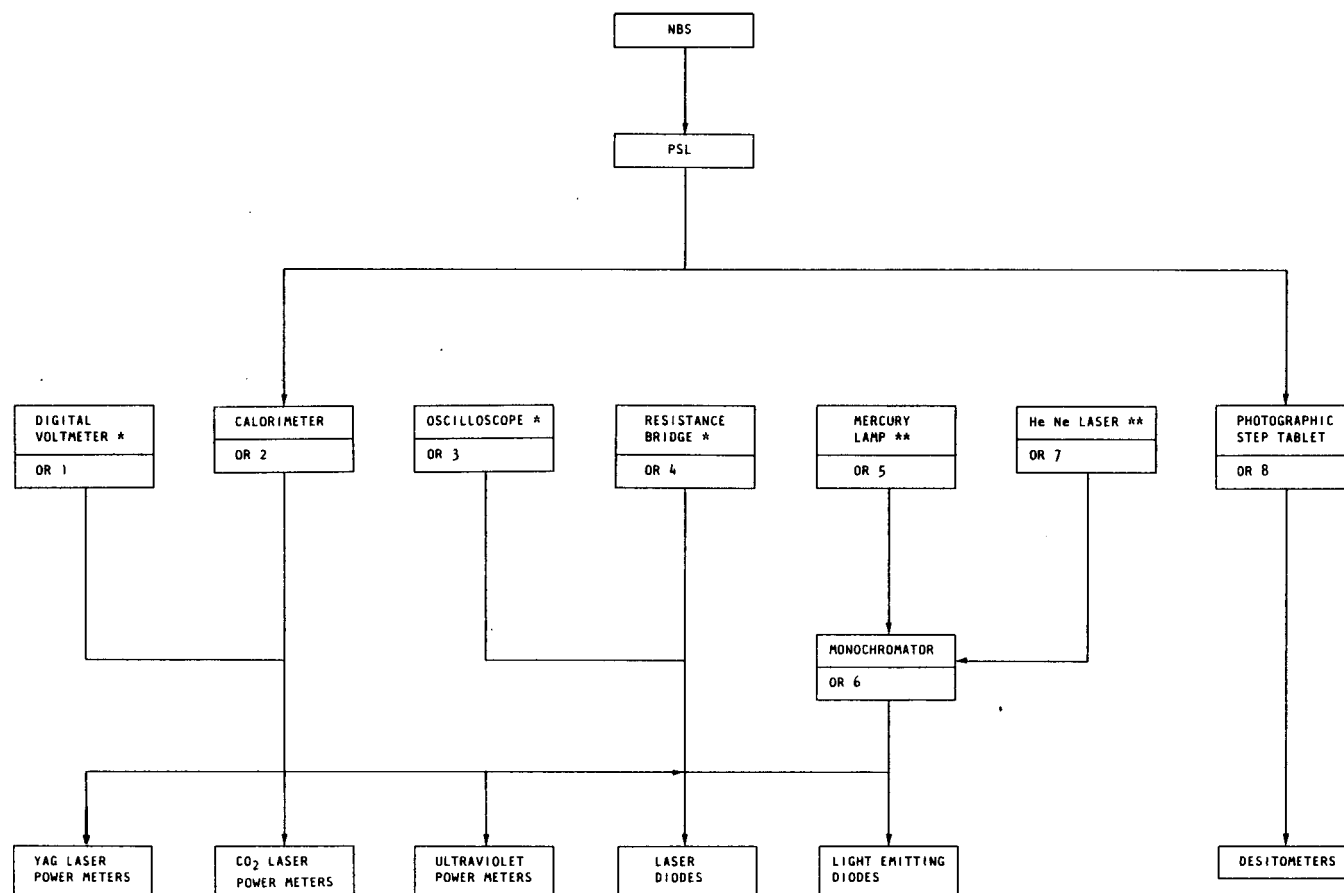 NBS
PSL
DIGITAL
VOLTMETER *
OR 1
CALORIMETER
OR 2
OSCILLOSCOPE *
OR 3
RESISTANCE
BRIDGE *
OR 4
MERCURY
LAMP **
OR 5
He Ne LASER **
OR 7
PHOTOGRAPHIC
STEP TABLET
OR 8
MONOCHROMATOR
OR 6
YAG LASER
POWER METERS
CO₂ LASER
POWER METERS
ULTRAVIOLET
POWER METERS
LASER
DIODES
LIGHT EMITTING
DIODES
DESITOMETERS